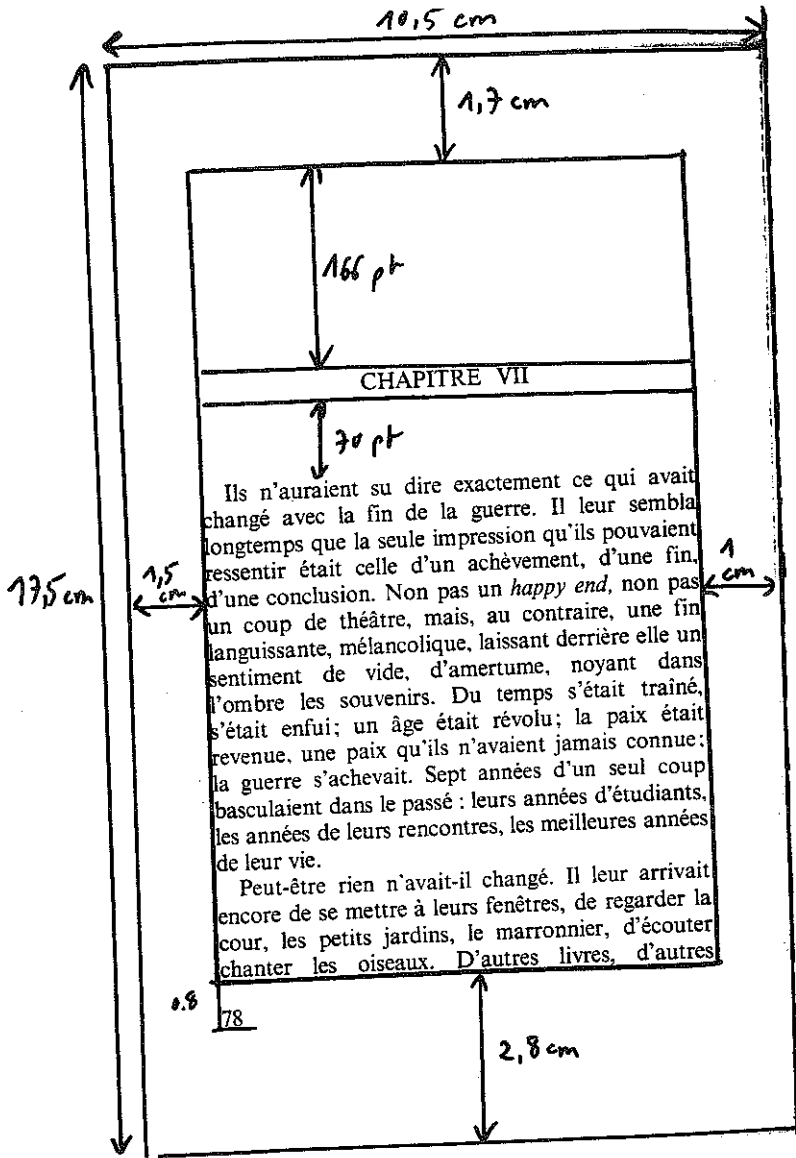 10,5 cm
1,7 cm
166 pt
CHAPITRE VII
70 pt
Ils n'auraient su dire exactement ce qui avait
changé avec la fin de la guerre. Il leur sembla
longtemps que la seule impression qu'ils pouvaient
ressentir était celle d'un achèvement, d'une fin,
d'une conclusion. Non pas un happy end, non pas
un coup de théâtre, mais, au contraire, une fin
languissante, mélancolique, laissant derrière elle un
sentiment de vide, d'amertume, noyant dans
l'ombre les souvenirs. Du temps s'était traîné,
s'était enfui; un âge était révolu; la paix était
revenue, une paix qu'ils n'avaient jamais connue;
la guerre s'achevait. Sept années d'un seul coup
basculaient dans le passé : leurs années d'étudiants,
les années de leurs rencontres, les meilleures années
de leur vie.
Peut-être rien n'avait-il changé. Il leur arrivait
encore de se mettre à leurs fenêtres, de regarder la
cour, les petits jardins, le marronnier, d'écouter
chanter les oiseaux. D'autres livres, d'autres
17,5 cm
1,5
cm
1
cm
0.8
78
2,8 cm